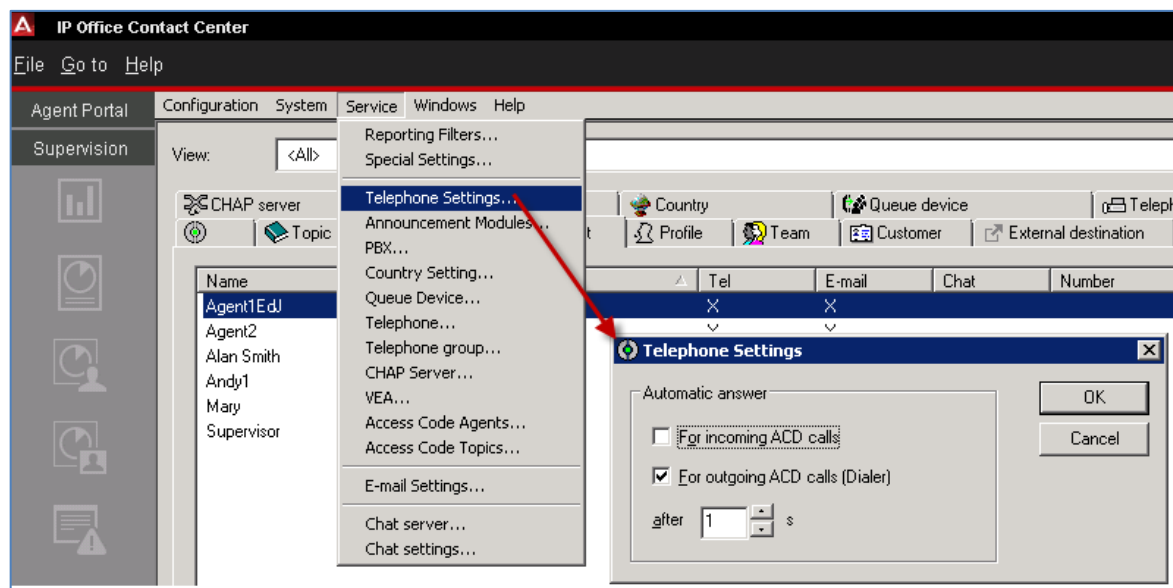 IP Office Contact Center
File Go to Help
Agent Portal
Configuration System Service Windows Help
Supervision
View:
<All>
Reporting Filters...
Special Settings...
Telephone Settings...
Announcement Modules...
PBX...
Country Setting...
Queue Device...
Telephone...
Telephone group...
CHAP Server...
VEA...
Access Code Agents...
Access Code Topics...
E-mail Settings...
Chat server...
Chat settings...
CHAP server
Country
Queue device
Topic
Profile
Team
Customer
External destination
Name
Tel
E-mail
Chat
Number
Agent1EdJ
X X
Agent2
Alan Smith
Andy1
Mary
Supervisor
Telephone Settings
Automatic answer
For incoming ACD calls
For outgoing ACD calls (Dialer)
after 1 s
OK
Cancel